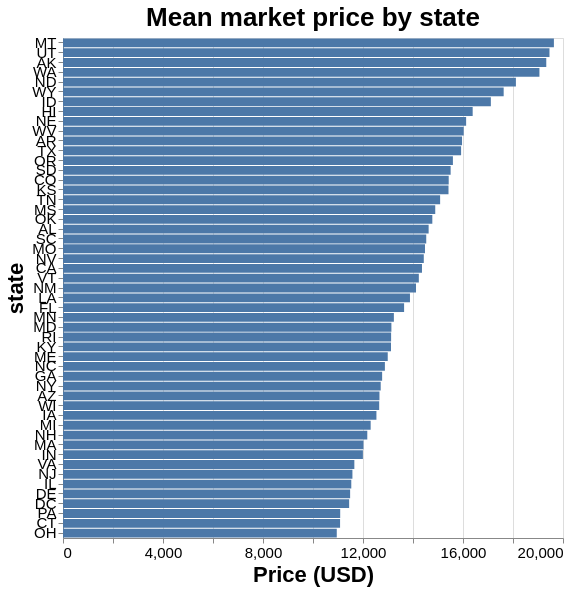 Mean market price by state
state
MT
UT
AK
WA
ND
WY
ID
HI
NE
WV
AR
TX
OR
SD
CO
KS
TN
MS
OK
AL
SC
MO
NV
CA
VT
NM
LA
FL
MN
MD
RI
KY
ME
NC
GA
NY
AZ
WI
IA
MI
NH
MA
IN
VA
NJ
IL
DE
DC
PA
CT
OH
0 4,000 8,000 12,000 16,000 20,000
Price (USD)